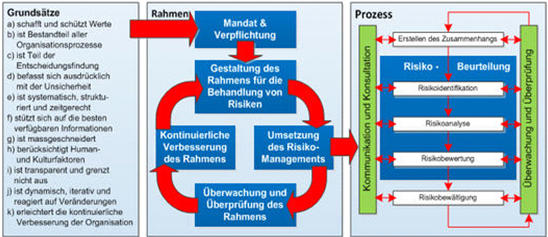 Grundsätze
a) schafft und schützt Werte
b) ist Bestandteil aller
Organisationsprozesse
c) ist Teil der
Entscheidungsfindung
d) befasst sich ausdrücklich
mit der Unsicherheit
e) ist systematisch, struktu-
riert und zeitgerecht
f) stützt sich auf die besten
verfügbaren Informationen
g) ist massgeschneidert
h) berücksichtigt Human-
und Kulturfaktoren
i) ist transparent und grenzt
nicht aus
j) ist dynamisch, iterativ und
reagiert auf Veränderungen
k) erleichtert die kontinuierliche
Verbesserung der Organisation
Rahmen
Mandat &
Verpflichtung
Gestaltung des
Rahmens für die
Behandlung von
Risiken
Kontinuierliche
Verbesserung
des Rahmens
Umsetzung
des Risiko-
Managements
Überwachung und
Überprüfung des
Rahmens
Prozess
Kommunikation und Konsultation
Erstellen des Zusammenhangs
Risiko - Beurteilung
Risikoidentifikation
Risikoanalyse
Risikobewertung
Risikobewältigung
Überwachung und Überprüfung